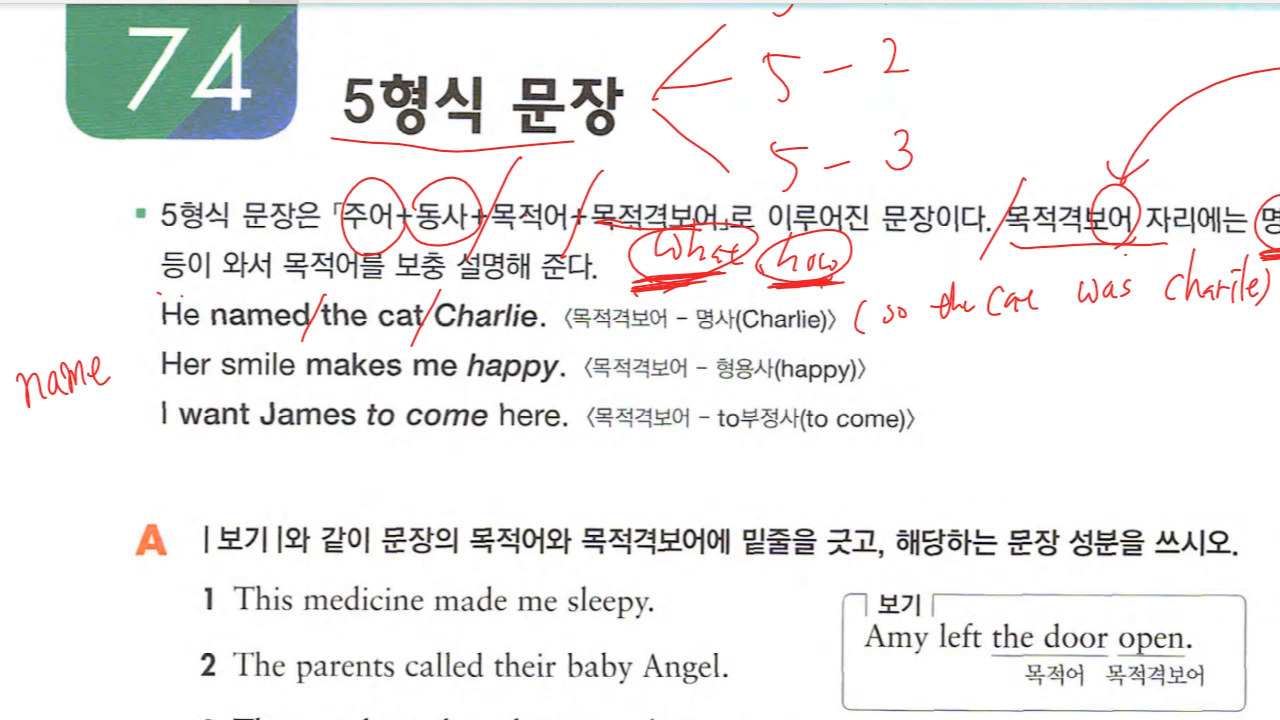 74
5형식 문장
5 - 2
5 - 3
5형식 문장은 「주어+동사+목적어+목적격보어」로 이루어진 문장이다. 목적격보어 자리에는 명
what how
등이 와서 목적어를 보충 설명해 준다.
He named/the cat/Charlie. 〈목적격보어 – 명사(Charlie)〉 (so the cat was charile)
Her smile makes me happy. 〈목적격보어 – 형용사(happy)〉
name
I want James to come here. 〈목적격보어 – to부정사(to come)〉
A |보기|와 같이 문장의 목적어와 목적격보어에 밑줄을 긋고, 해당하는 문장 성분을 쓰시오.
1 This medicine made me sleepy.
2 The parents called their baby Angel.
보기
Amy left the door open.
목적어 목적격보어